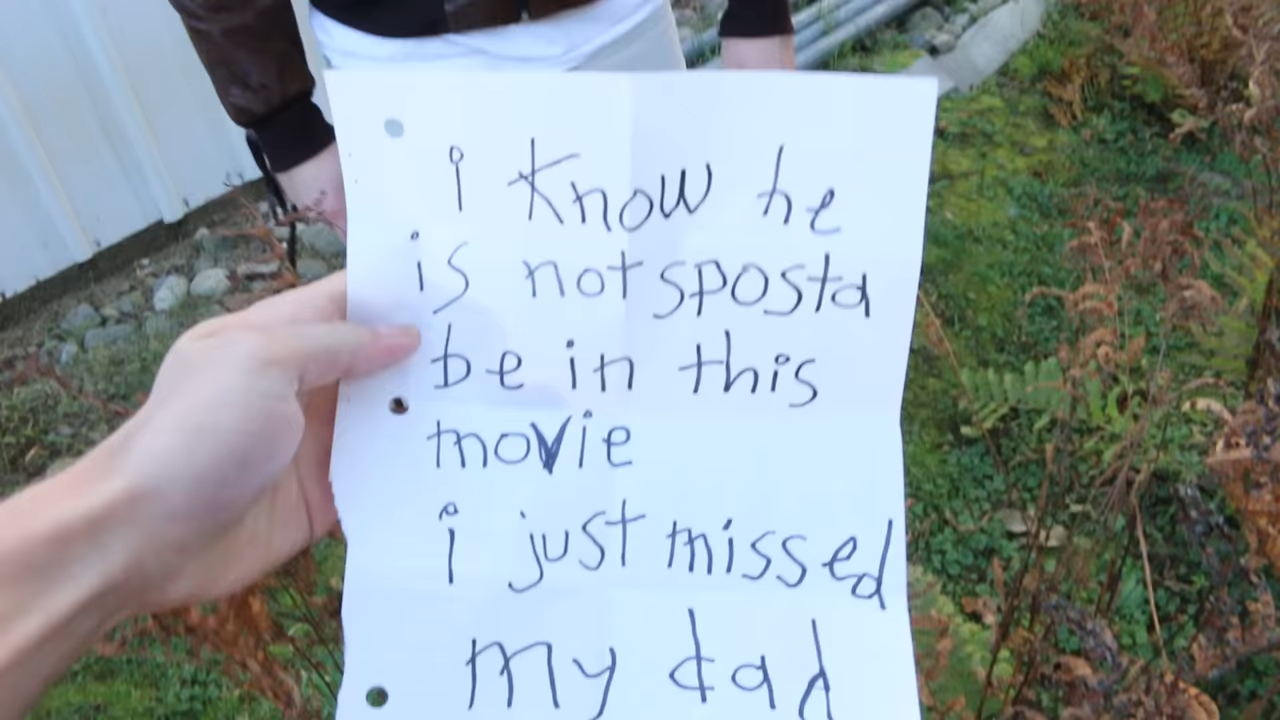 i know he
is not sposta
be in this
movie
i just missed
my dad